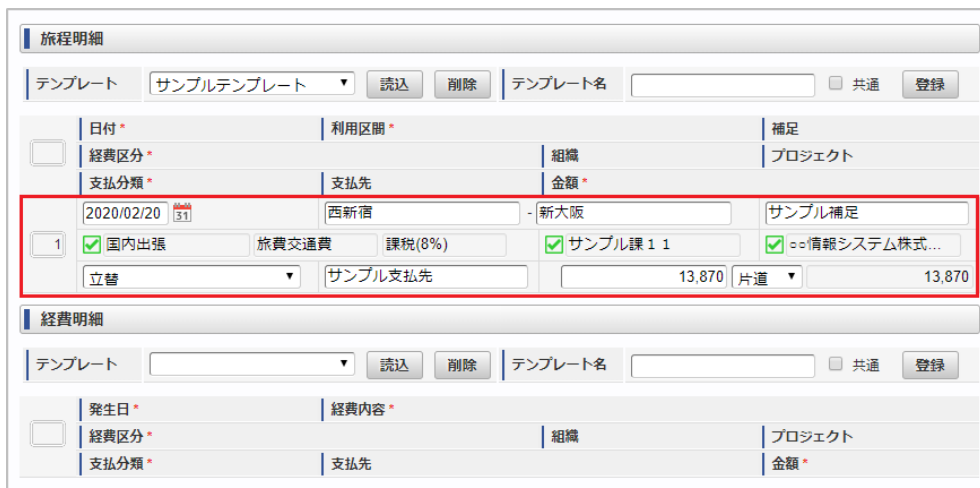 旅程明細
テンプレート サンプルテンプレート ▼ 読込 削除 テンプレート名 共通 登録
日付* 利用区間* 補足
経費区分* 組織 プロジェクト
支払分類* 支払先 金額*
2020/02/20 31 西新宿 - 新大阪 サンプル補足
1 国内出張 旅費交通費 課税(8%) サンプル課11 ○○情報システム株式...
立替 ▼ サンプル支払先 13,870 片道 ▼ 13,870
経費明細
テンプレート ▼ 読込 削除 テンプレート名 共通 登録
発生日* 経費内容*
経費区分* 組織 プロジェクト
支払分類* 支払先 金額*